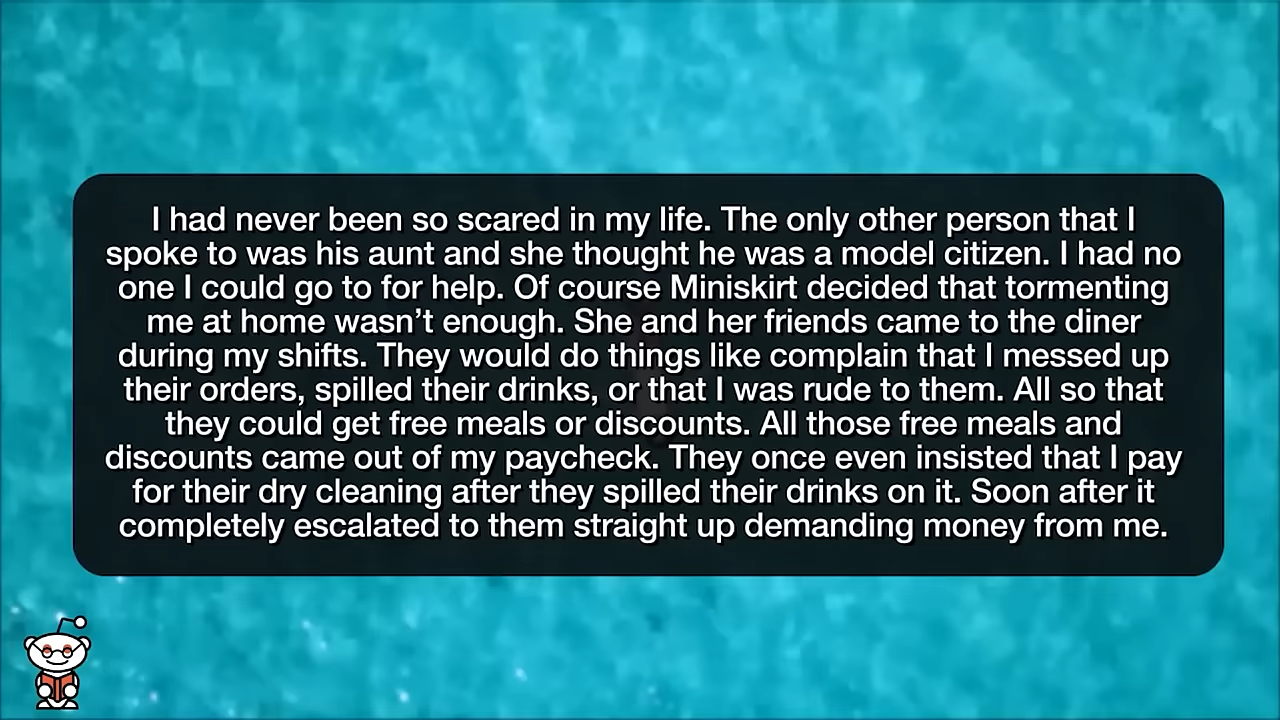 I had never been so scared in my life. The only other person that I
spoke to was his aunt and she thought he was a model citizen. I had no
one I could go to for help. Of course Miniskirt decided that tormenting
me at home wasn’t enough. She and her friends came to the diner
during my shifts. They would do things like complain that I messed up
their orders, spilled their drinks, or that I was rude to them. All so that
they could get free meals or discounts. All those free meals and
discounts came out of my paycheck. They once even insisted that I pay
for their dry cleaning after they spilled their drinks on it. Soon after it
completely escalated to them straight up demanding money from me.